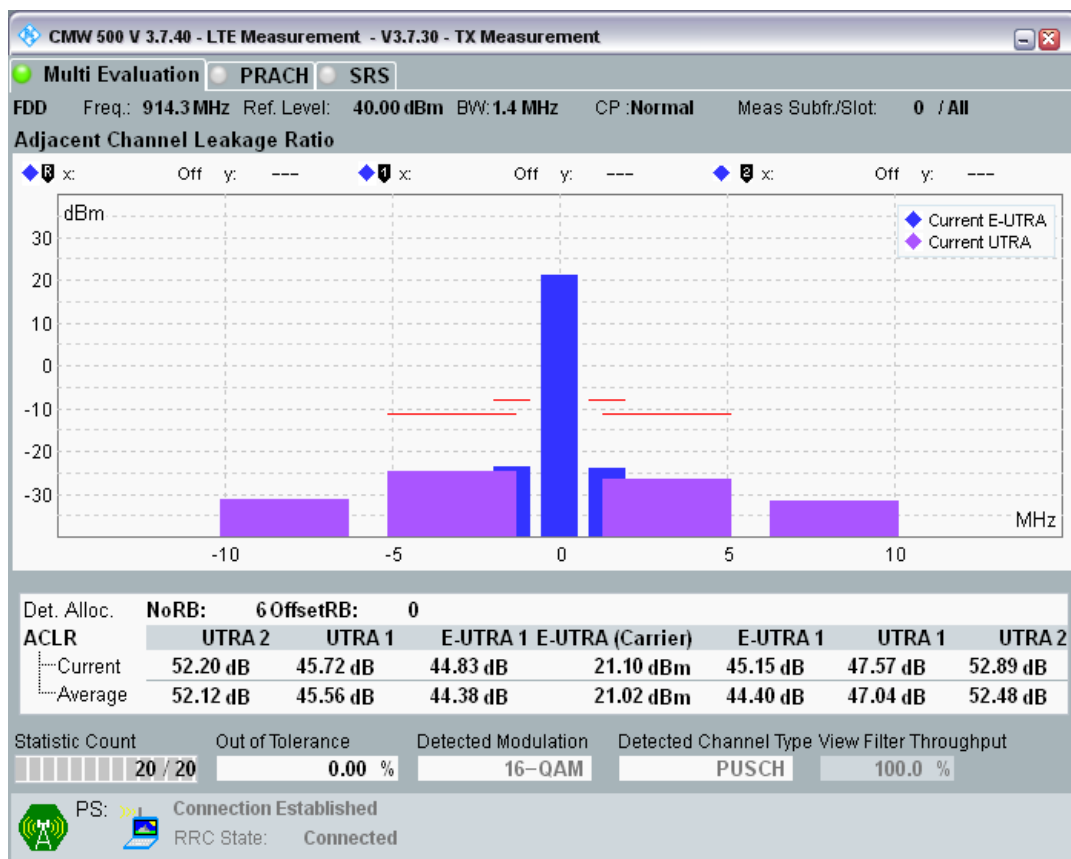 CMW 500 V 3.7.40 - LTE Measurement - V3.7.30 - TX Measurement
Multi Evaluation PRACH SRS
FDD Freq.: 914.3 MHz Ref. Level: 40.00 dBm BW: 1.4 MHz CP :Normal Meas Subfr./Slot: 0 / All
Adjacent Channel Leakage Ratio
R x: Off y: --- 1 x: Off y: --- 2 x: Off y: ---
dBm
Current E-UTRA
Current UTRA
30
20
10
0
-10
-20
-30
MHz
-10 -5 0 5 10
Det. Alloc. NoRB: 6 OffsetRB: 0
ACLR UTRA 2 UTRA 1 E-UTRA 1 E-UTRA (Carrier) E-UTRA 1 UTRA 1 UTRA 2
Current 52.20 dB 45.72 dB 44.83 dB 21.10 dBm 45.15 dB 47.57 dB 52.89 dB
Average 52.12 dB 45.56 dB 44.38 dB 21.02 dBm 44.40 dB 47.04 dB 52.48 dB
Statistic Count Out of Tolerance Detected Modulation Detected Channel Type View Filter Throughput
20 / 20 0.00 % 16-QAM PUSCH 100.0 %
PS: Connection Established
RRC State: Connected